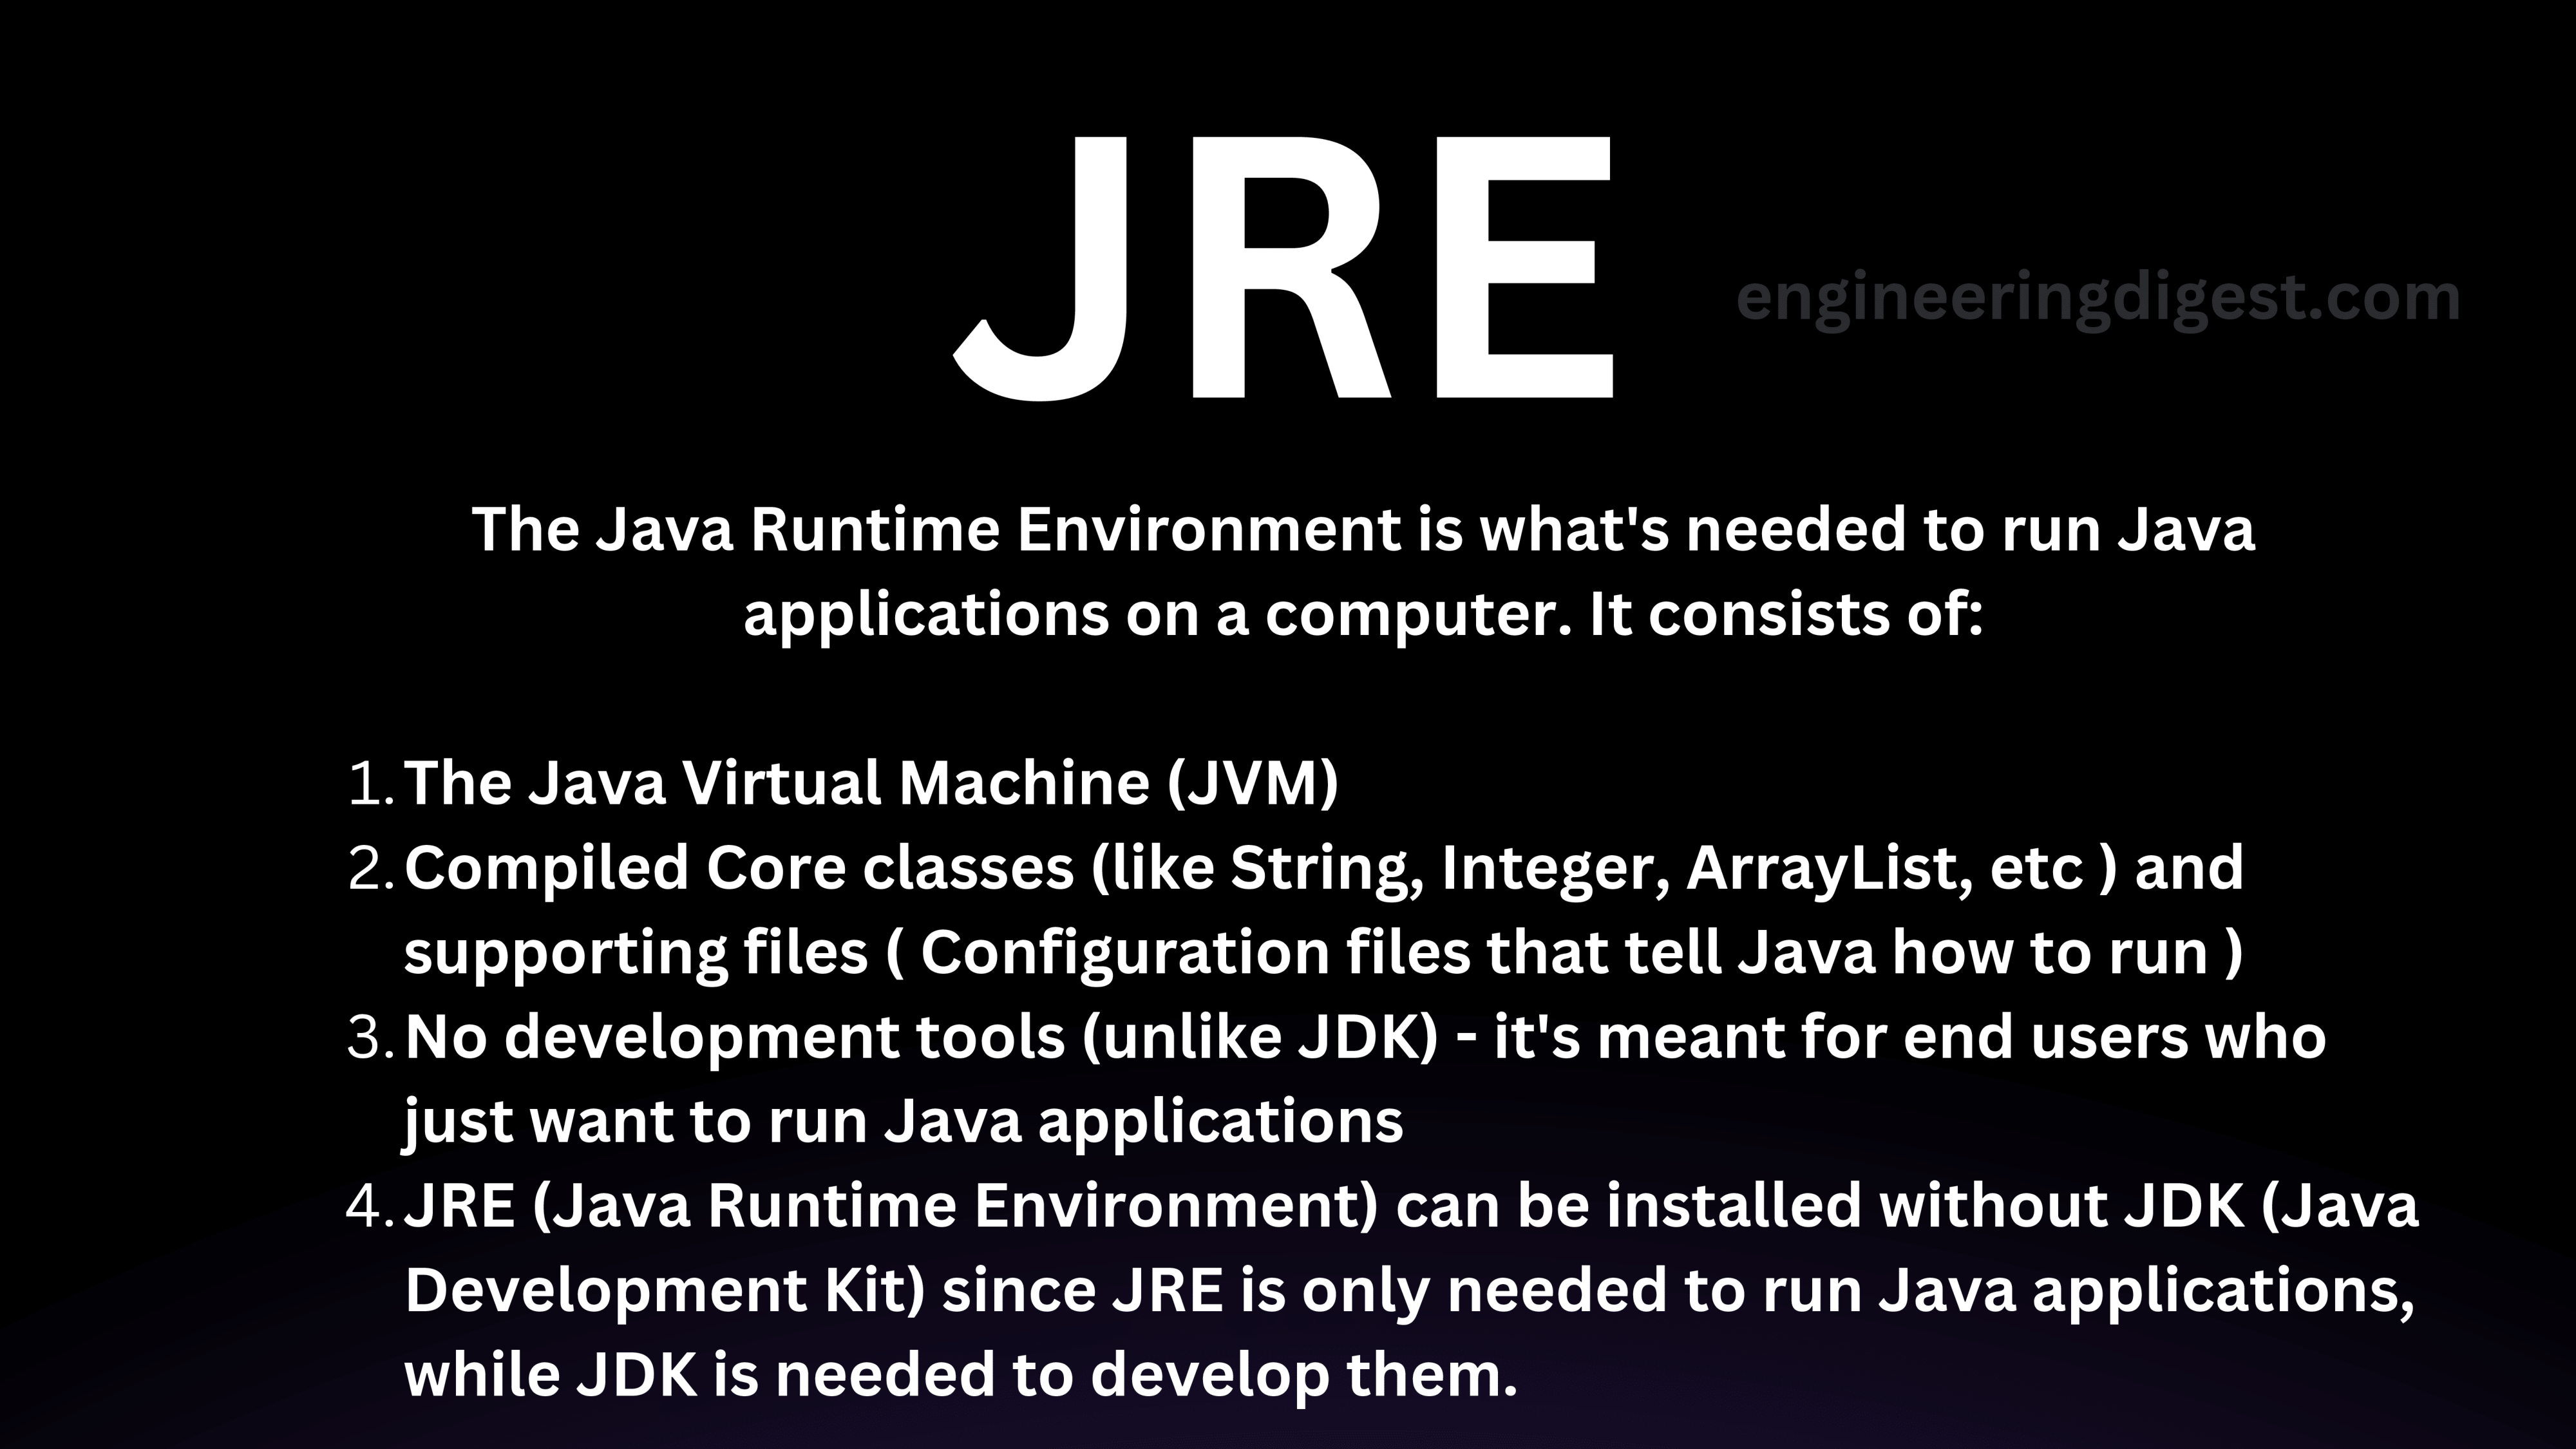 JRE
engineeringdigest.com
The Java Runtime Environment is what's needed to run Java
applications on a computer. It consists of:
1. The Java Virtual Machine (JVM)
2. Compiled Core classes (like String, Integer, ArrayList, etc ) and
supporting files ( Configuration files that tell Java how to run )
3. No development tools (unlike JDK) - it's meant for end users who
just want to run Java applications
4. JRE (Java Runtime Environment) can be installed without JDK (Java
Development Kit) since JRE is only needed to run Java applications,
while JDK is needed to develop them.